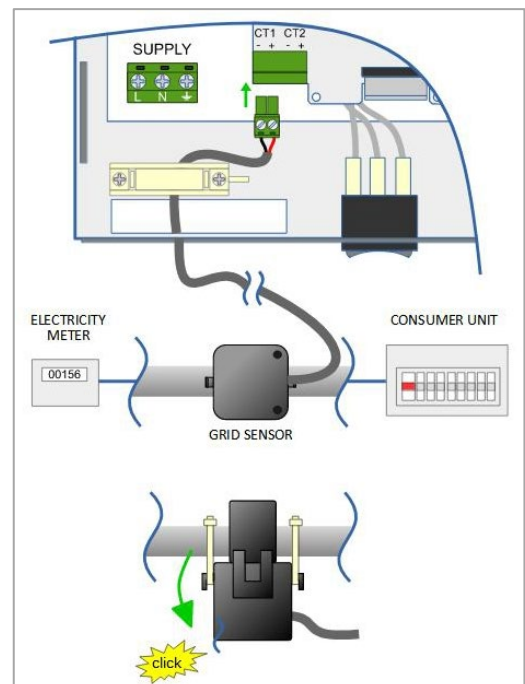 SUPPLY
L N
CT1 CT2
- + - +
ELECTRICITY
METER
00156
CONSUMER UNIT
GRID SENSOR
click